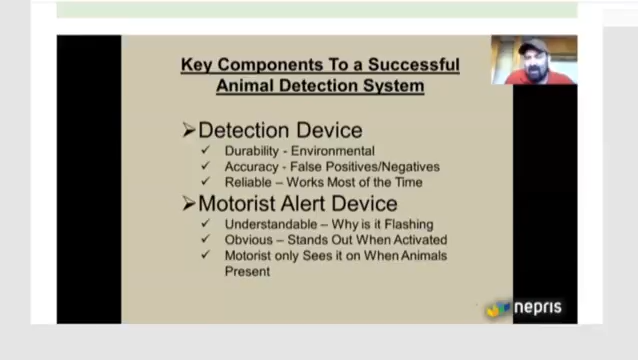 Key Components To a Successful
Animal Detection System
➢Detection Device
✓ Durability - Environmental
✓ Accuracy - False Positives/Negatives
✓ Reliable – Works Most of the Time
➢Motorist Alert Device
✓ Understandable – Why is it Flashing
✓ Obvious – Stands Out When Activated
✓ Motorist only Sees it on When Animals
Present
nepris